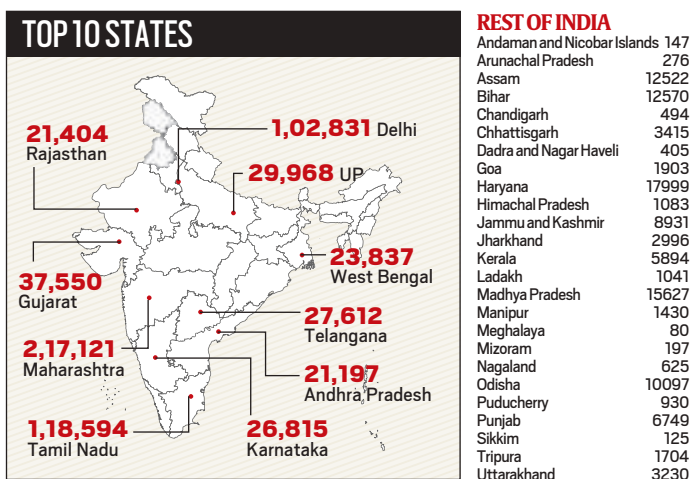 TOP 10 STATES
21,404
Rajasthan
1,02,831 Delhi
29,968 UP
23,837
West Bengal
37,550
Gujarat
27,612
Telangana
2,17,121
Maharashtra
21,197
Andhra Pradesh
1,18,594
Tamil Nadu
26,815
Karnataka
REST OF INDIA
Andaman and Nicobar Islands 147
Arunachal Pradesh 276
Assam 12522
Bihar 12570
Chandigarh 494
Chhattisgarh 3415
Dadra and Nagar Haveli 405
Goa 1903
Haryana 17999
Himachal Pradesh 1083
Jammu and Kashmir 8931
Jharkhand 2996
Kerala 5894
Ladakh 1041
Madhya Pradesh 15627
Manipur 1430
Meghalaya 80
Mizoram 197
Nagaland 625
Odisha 10097
Puducherry 930
Punjab 6749
Sikkim 125
Tripura 1704
Uttarakhand 3230